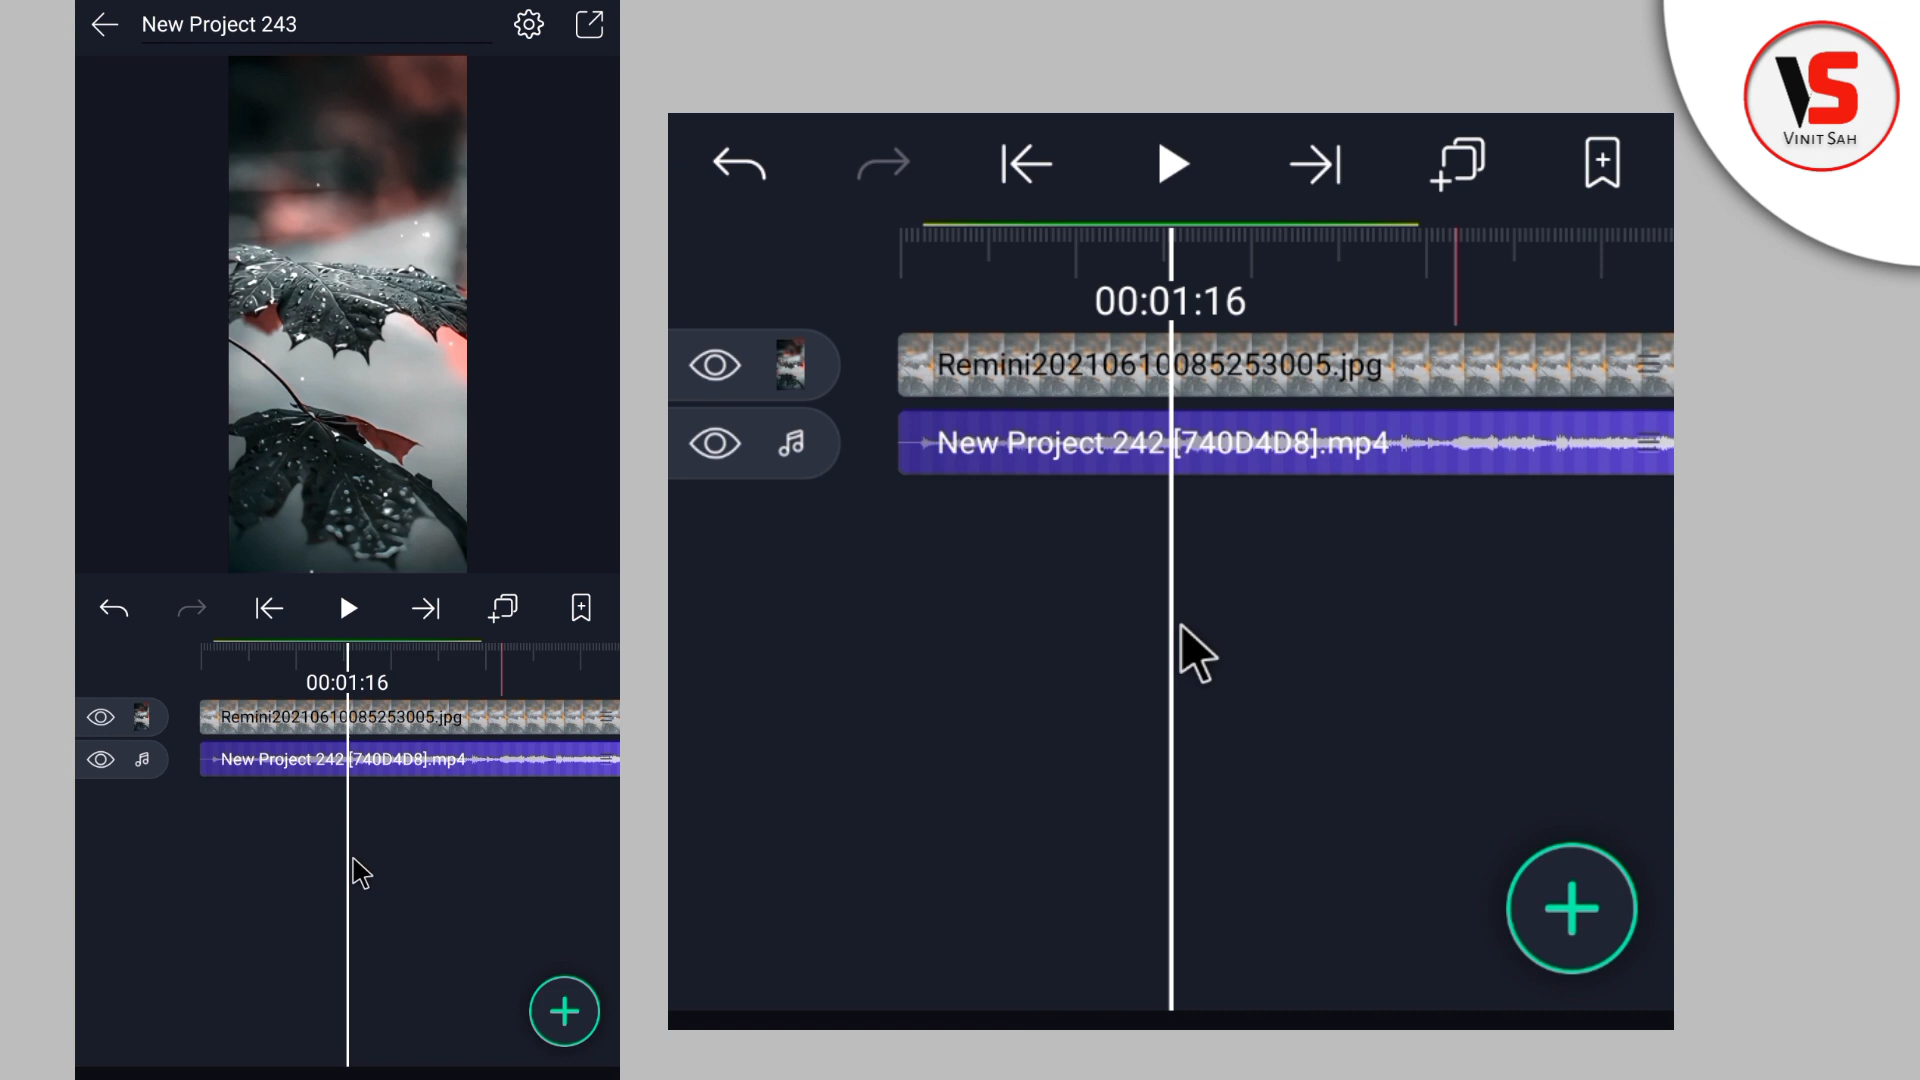 New Project 243
00:01:16
Remini20210610085253005.jpg
New Project 242 [740D4D8].mp4
00:01:16
Remini20210610085253005.jpg
New Project 242 [740D4D8].mp4
VS
VINIT SAH